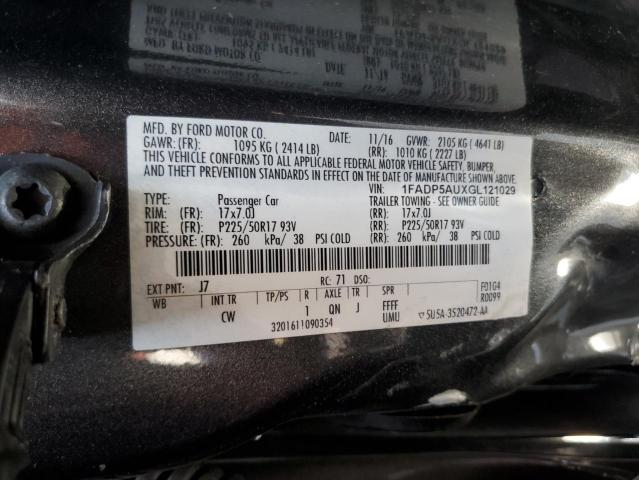 MFD. BY FORD MOTOR CO. DATE: 11/16 GVWR: 2105 KG (4641 LB)
GAWR: (FR): 1095 KG (2414 LB) (RR): 1010 KG (2227 LB)
THIS VEHICLE CONFORMS TO ALL APPLICABLE FEDERAL MOTOR VEHICLE SAFETY, BUMPER,
AND THEFT PREVENTION STANDARDS IN EFFECT ON THE DATE OF MANUFACTURE SHOWN ABOVE.
VIN: 1FADP5AUXGL121029
TYPE: Passenger Car TRAILER TOWING - SEE OWNER GUIDE
RIM: (FR): 17x7.0J (RR): 17x7.0J
TIRE: (FR): P225/50R17 93V (RR): P225/50R17 93V
PRESSURE: (FR): 260 kPa/ 38 PSI COLD (RR): 260 kPa/ 38 PSI COLD
EXT PNT: J7 RC: 71 DSO: F01G4
WB INT TR TP/PS R AXLE TR SPR R0099
CW 1 QN J FFFF
3201611090354 UMU 5U5A-3520472-AA